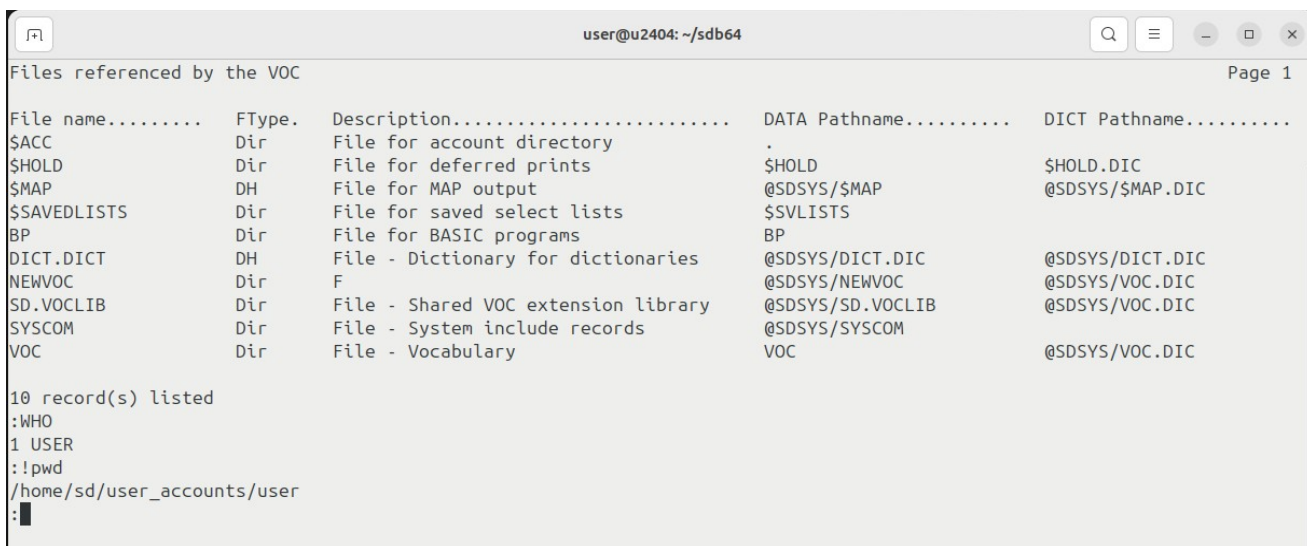 user@u2404: ~/sdb64
Files referenced by the VOC Page 1
File name......... FType. Description.......................... DATA Pathname.......... DICT Pathname..........
$ACC Dir File for account directory .
$HOLD Dir File for deferred prints $HOLD $HOLD.DIC
$MAP DH File for MAP output @SDSYS/$MAP @SDSYS/$MAP.DIC
$SAVEDLISTS Dir File for saved select lists $SVLISTS
BP Dir File for BASIC programs BP
DICT.DICT DH File - Dictionary for dictionaries @SDSYS/DICT.DIC @SDSYS/DICT.DIC
NEWVOC Dir F @SDSYS/NEWVOC @SDSYS/VOC.DIC
SD.VOCLIB Dir File - Shared VOC extension library @SDSYS/SD.VOCLIB @SDSYS/VOC.DIC
SYSCOM Dir File - System include records @SDSYS/SYSCOM
VOC Dir File - Vocabulary VOC @SDSYS/VOC.DIC
10 record(s) listed
:WHO
1 USER
:!pwd
/home/sd/user_accounts/user
: